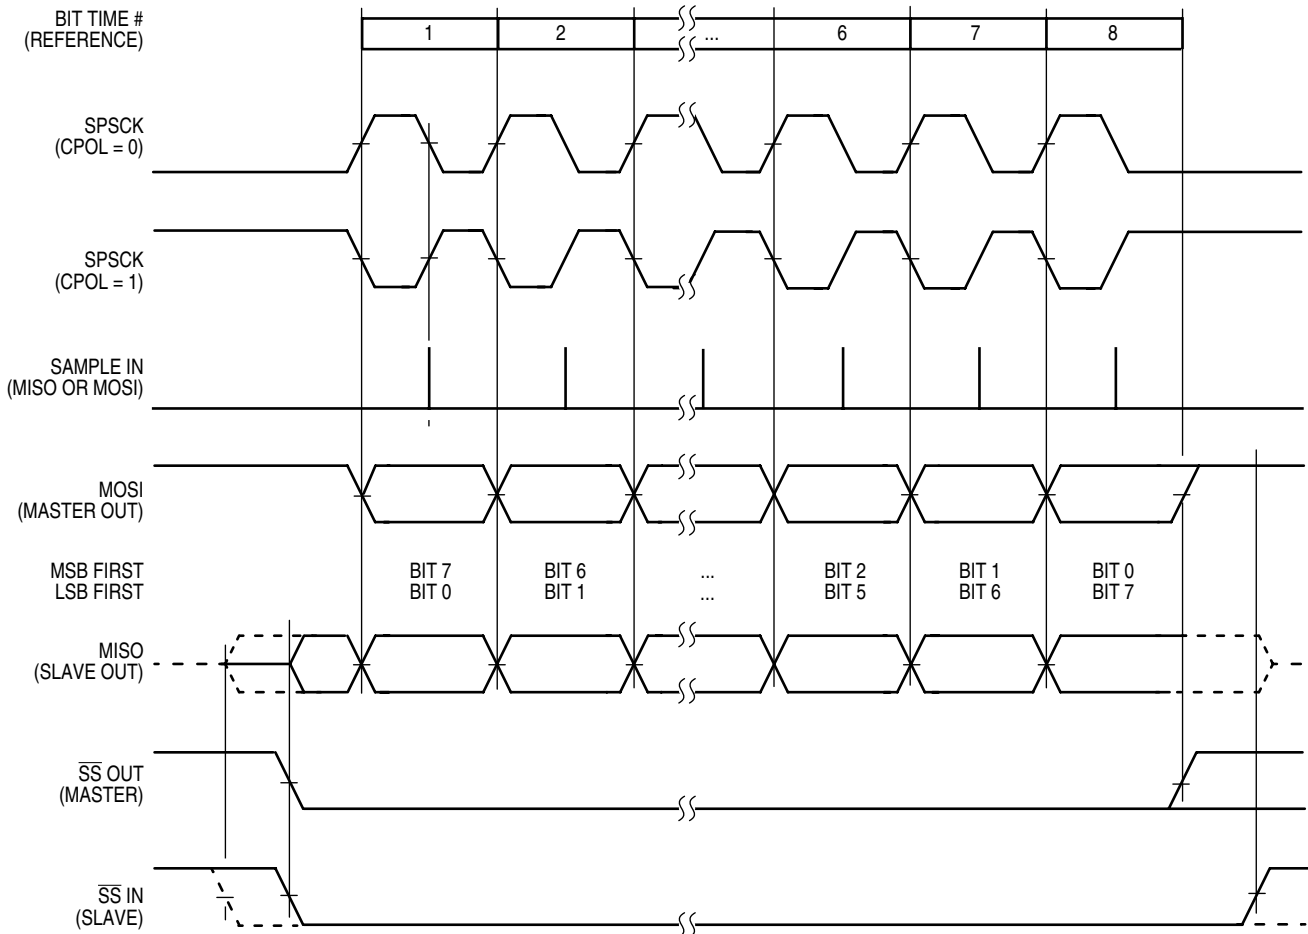 BIT TIME #
(REFERENCE)
1 2 ... 6 7 8
SPSCK
(CPOL = 0)
SPSCK
(CPOL = 1)
SAMPLE IN
(MISO OR MOSI)
MOSI
(MASTER OUT)
MSB FIRST BIT 7 BIT 6 ... BIT 2 BIT 1 BIT 0
LSB FIRST BIT 0 BIT 1 ... BIT 5 BIT 6 BIT 7
MISO
(SLAVE OUT)
S̅S̅ OUT
(MASTER)
S̅S̅ IN
(SLAVE)